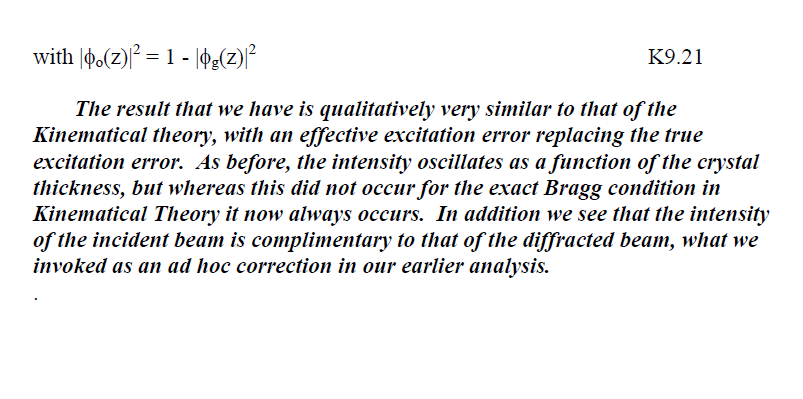 with |ϕₒ(z)|² = 1 - |ϕg(z)|² K9.21
The result that we have is qualitatively very similar to that of the
Kinematical theory, with an effective excitation error replacing the true
excitation error. As before, the intensity oscillates as a function of the crystal
thickness, but whereas this did not occur for the exact Bragg condition in
Kinematical Theory it now always occurs. In addition we see that the intensity
of the incident beam is complimentary to that of the diffracted beam, what we
invoked as an ad hoc correction in our earlier analysis.
.